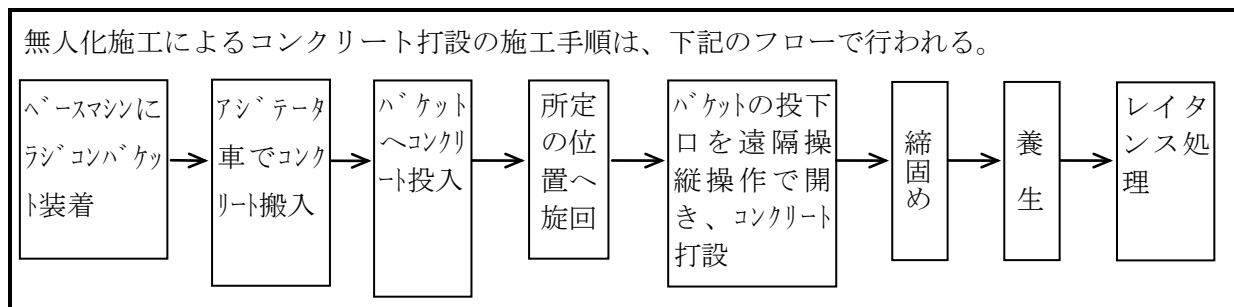 無人化施工によるコンクリート打設の施工手順は、下記のフローで行われる。
ﾍﾞｰｽﾏｼﾝに
ﾗｼﾞｺﾝﾊﾞｹｯ
ﾄ装着
ｱｼﾞﾃｰﾀ
車でｺﾝｸ
ﾘｰﾄ搬入
ﾊﾞｹｯﾄ
へｺﾝｸﾘ
ｰﾄ投入
所定
の位
置へ
旋回
ﾊﾞｹｯﾄの投下
口を遠隔操
縦操作で開
き、ｺﾝｸﾘｰﾄ
打設
締固め
養生
レイタ
ンス処
理